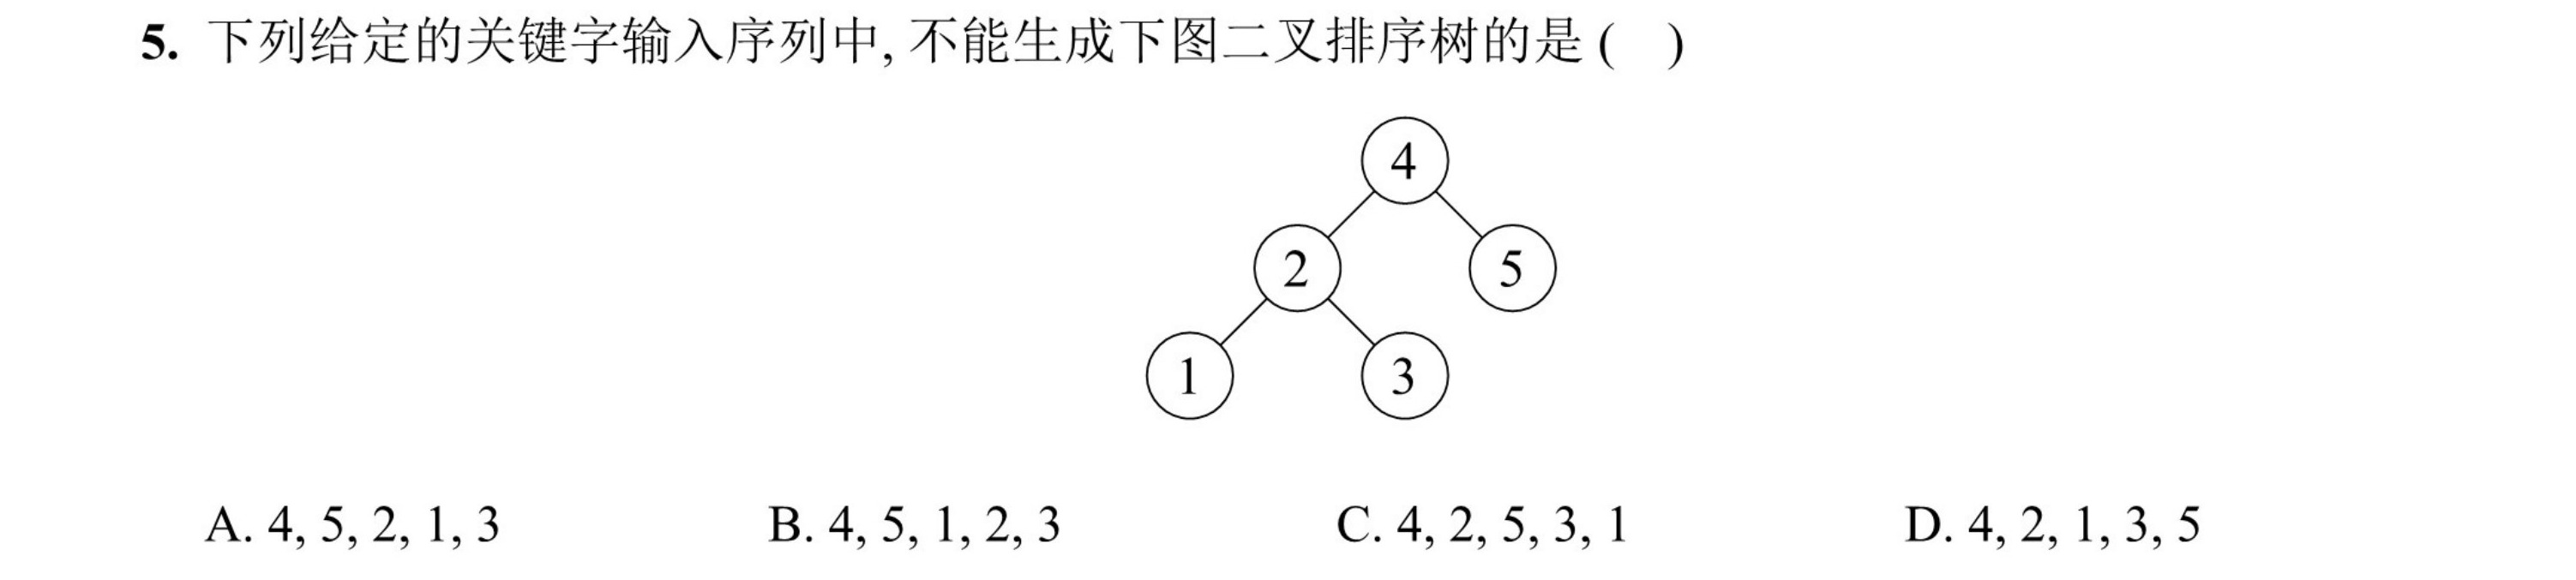 5. 下列给定的关键字输入序列中, 不能生成下图二叉排序树的是 ( )
4
2 5
1 3
A. 4, 5, 2, 1, 3 B. 4, 5, 1, 2, 3 C. 4, 2, 5, 3, 1 D. 4, 2, 1, 3, 5